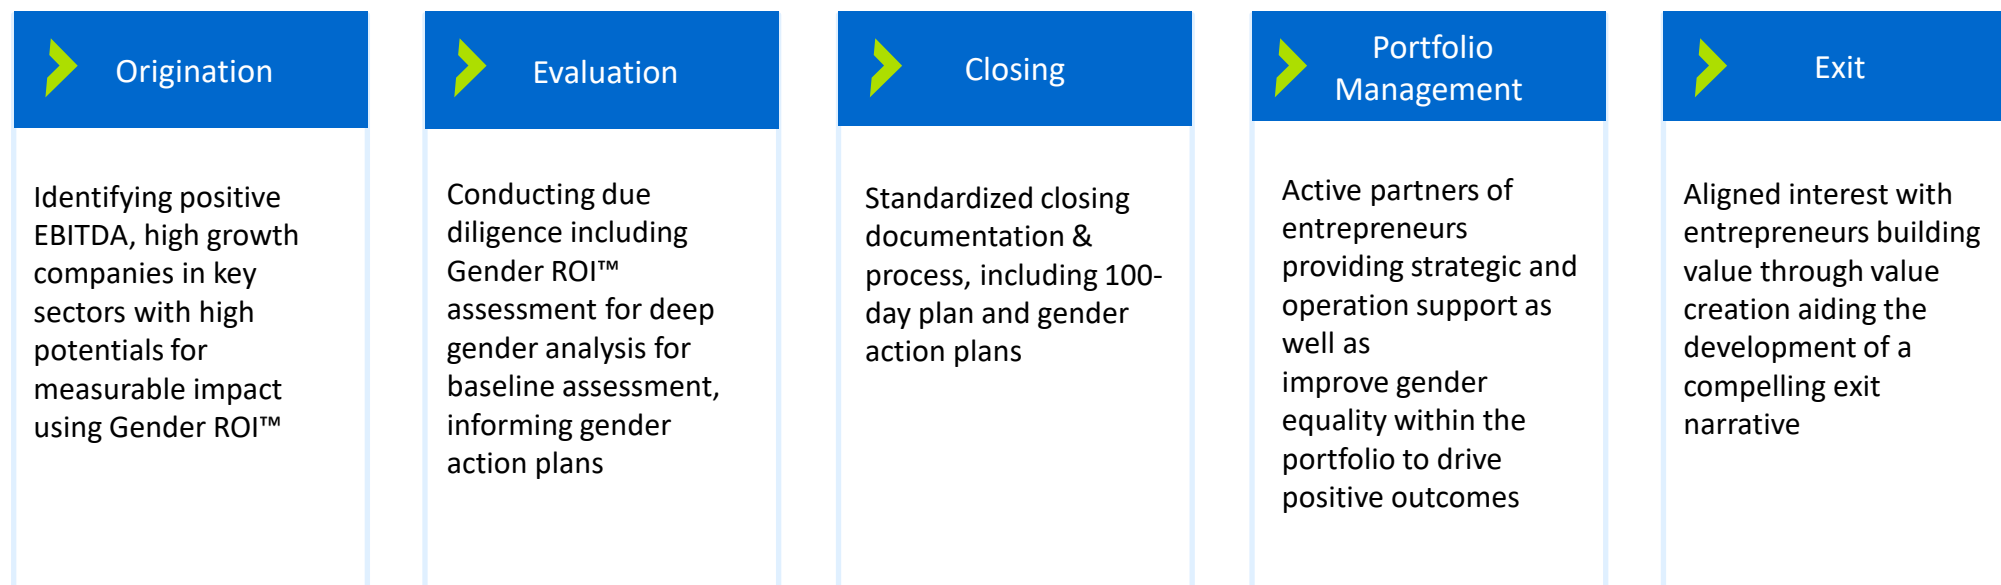 Origination
Identifying positive
EBITDA, high growth
companies in key
sectors with high
potentials for
measurable impact
using Gender ROI™
Evaluation
Conducting due
diligence including
Gender ROI™
assessment for deep
gender analysis for
baseline assessment,
informing gender
action plans
Closing
Standardized closing
documentation &
process, including 100-
day plan and gender
action plans
Portfolio
Management
Active partners of
entrepreneurs
providing strategic and
operation support as
well as
improve gender
equality within the
portfolio to drive
positive outcomes
Exit
Aligned interest with
entrepreneurs building
value through value
creation aiding the
development of a
compelling exit
narrative